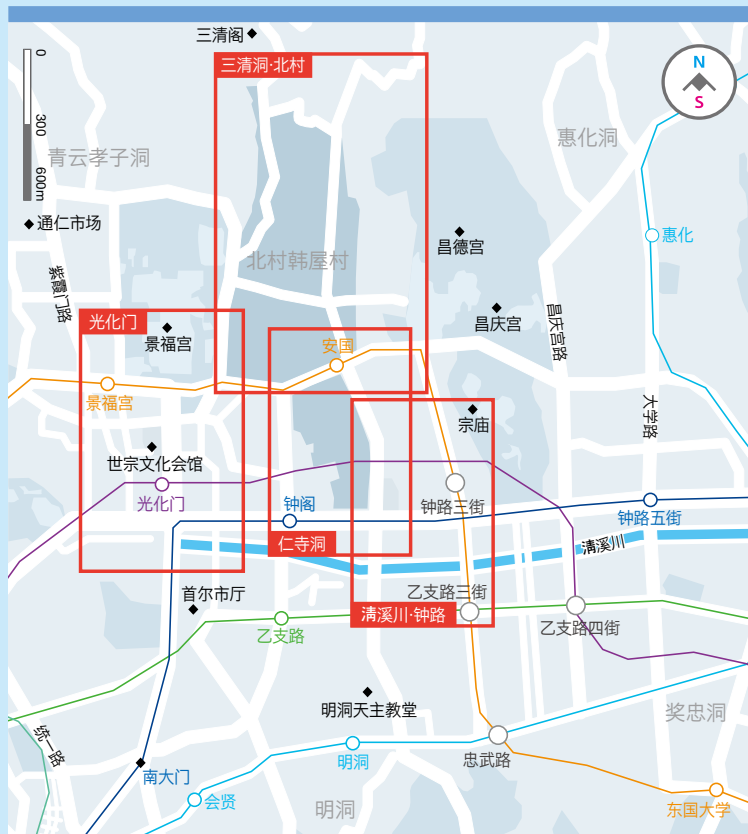 三清阁
三清洞·北村
N
S
0
300
600m
青云孝子洞
惠化洞
通仁市场
昌德宫
惠化
北村韩屋村
紫霞门路
光化门
景福宫
昌庆宫
昌庆宫路
安国
景福宫
大学路
宗庙
世宗文化会馆
光化门
钟阁
钟路三街
钟路五街
仁寺洞
清溪川
首尔市厅
乙支路三街
清溪川·钟路
乙支路
乙支路四街
明洞天主教堂
奖忠洞
统一路
南大门
明洞
忠武路
会贤
明洞
东国大学